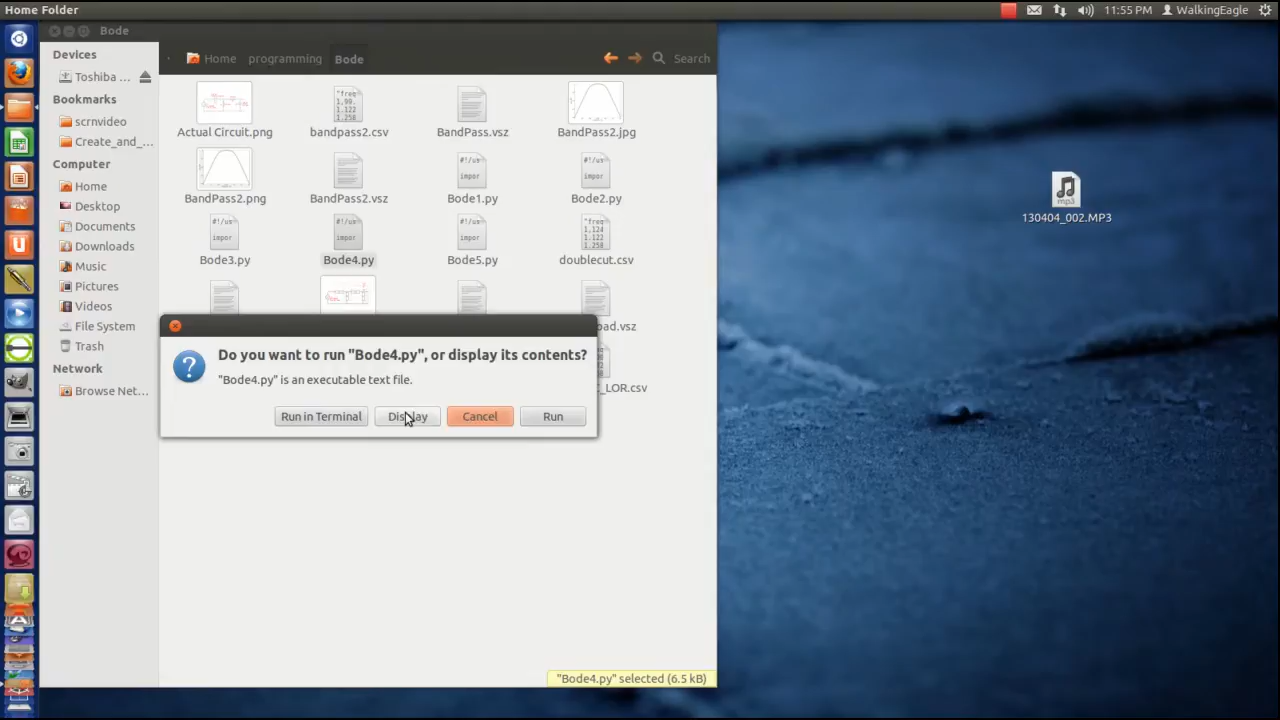 Home Folder
11:55 PM
WalkingEagle
Bode
Devices
Toshiba ...
Bookmarks
scrnvideo
Create_and_...
Computer
Home
Desktop
Documents
Downloads
Music
Pictures
Videos
File System
Trash
Network
Browse Net...
Home
programming
Bode
Search
Actual Circuit.png
bandpass2.csv
BandPass.vsz
BandPass2.jpg
BandPass2.png
BandPass2.vsz
Bode1.py
Bode2.py
Bode3.py
Bode4.py
Bode5.py
doublecut.csv
oad.vsz
_LOR.csv
Do you want to run "Bode4.py", or display its contents?
"Bode4.py" is an executable text file.
Run in Terminal
Display
Cancel
Run
"Bode4.py" selected (6.5 kB)
mp3
130404_002.MP3